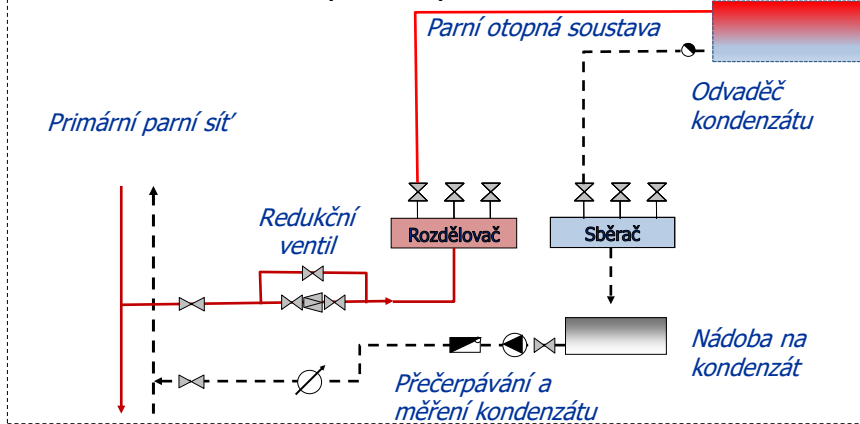 Parní otopná soustava
Odvaděč
kondenzátu
Primární parní síť
Redukční
ventil
Rozdělovač
Sběrač
Nádoba na
kondenzát
Přečerpávání a
měření kondenzátu